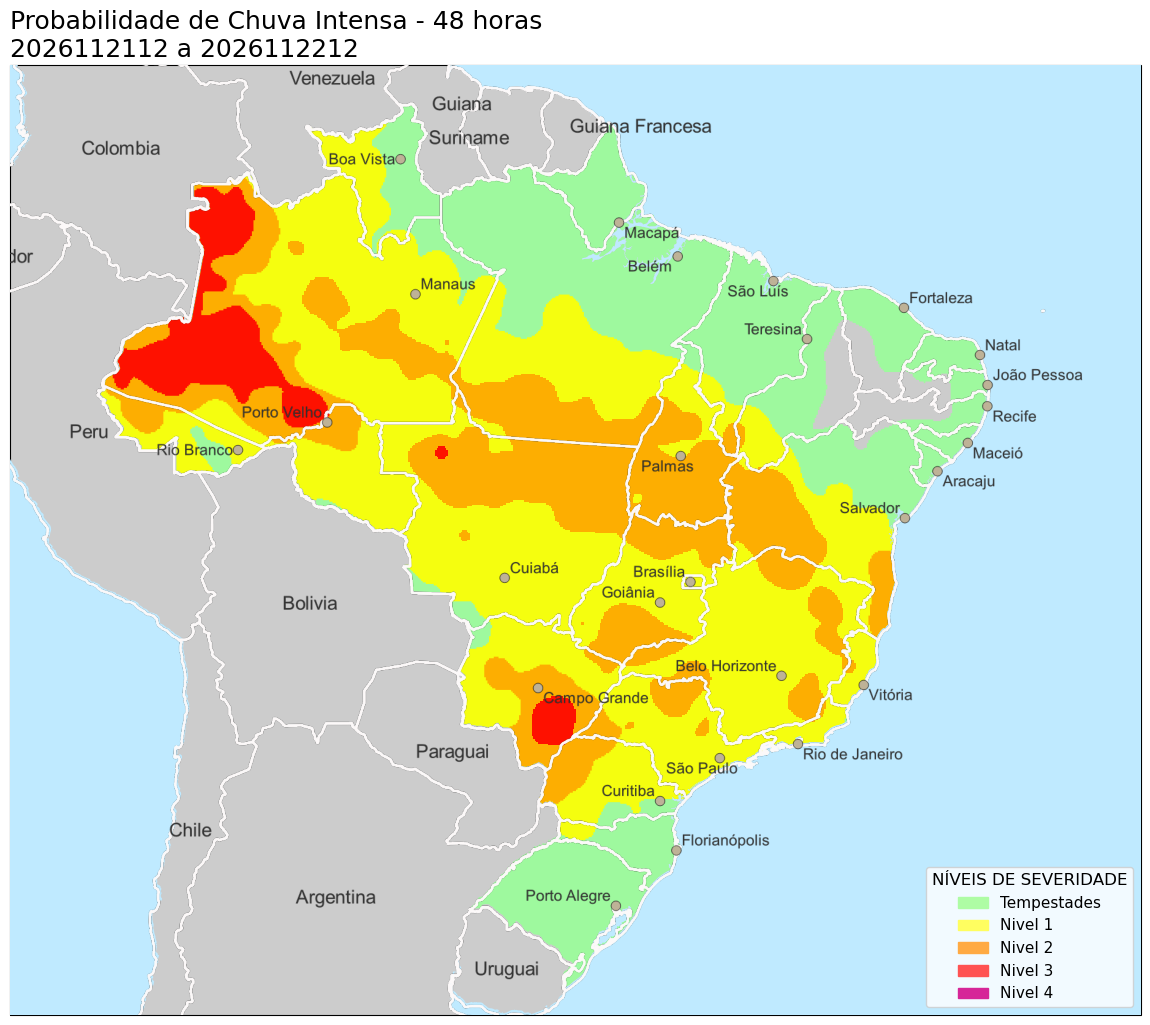 Probabilidade de Chuva Intensa - 48 horas
2026112112 a 2026112212
Venezuela
Guiana
Suriname
Guiana Francesa
Colombia
Boa Vista
dor
Macapá
Belém
Manaus
São Luís
Fortaleza
Teresina
Natal
João Pessoa
Recife
Porto Velho
Peru
Rio Branco
Maceió
Palmas
Aracaju
Salvador
Cuiabá
Brasília
Goiânia
Bolivia
Belo Horizonte
Campo Grande
Vitória
Paraguai
Rio de Janeiro
São Paulo
Curitiba
Chile
Florianópolis
Argentina
Porto Alegre
Uruguai
NÍVEIS DE SEVERIDADE
Tempestades
Nivel 1
Nivel 2
Nivel 3
Nivel 4